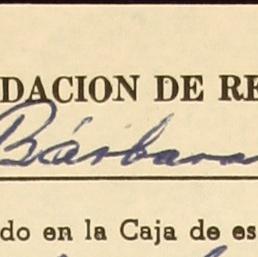 DACION DE RE
Bárbara
do en la Caja de es